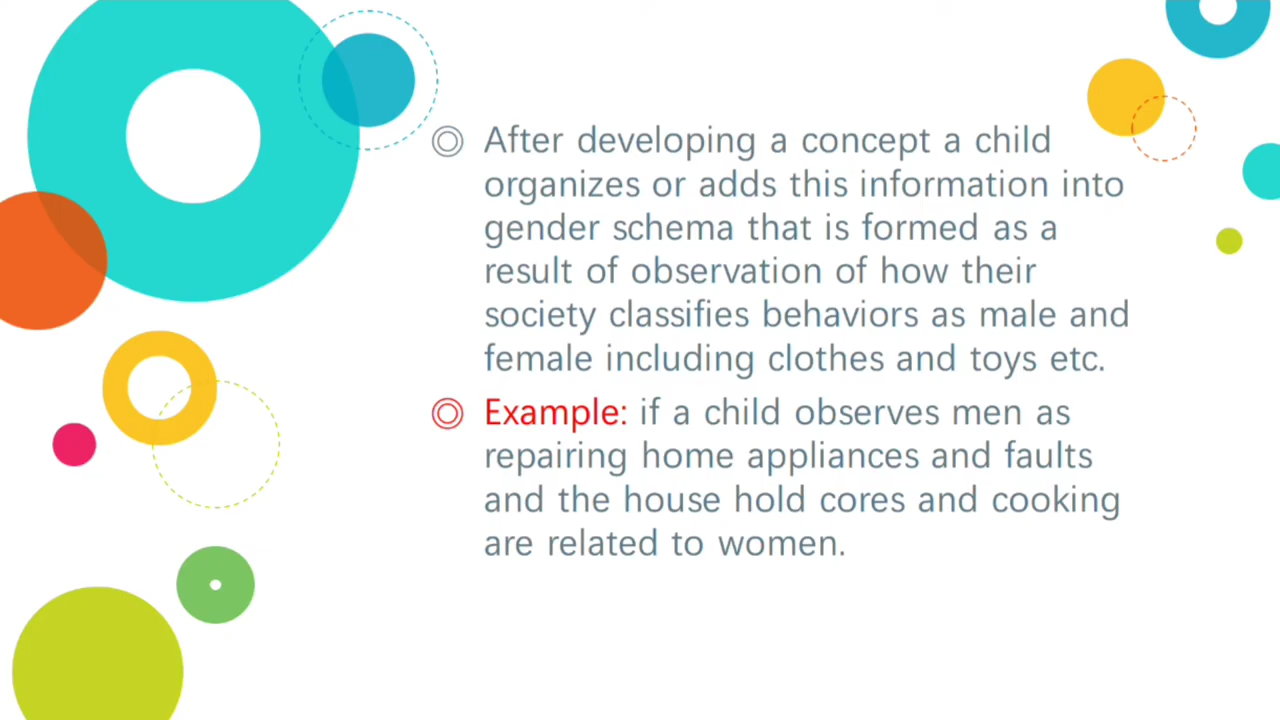 After developing a concept a child
organizes or adds this information into
gender schema that is formed as a
result of observation of how their
society classifies behaviors as male and
female including clothes and toys etc.
Example: if a child observes men as
repairing home appliances and faults
and the house hold cores and cooking
are related to women.